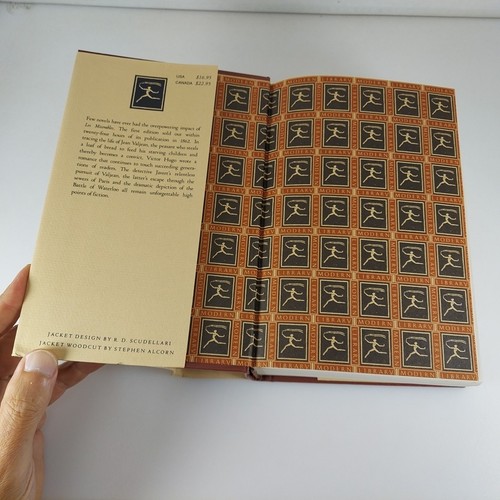 USA $16.95
CANADA $22.95
Few novels have ever had the overpowering impact of
Les Misérables. The first edition sold out within
twenty-four hours of its publication in 1862. In
tracing the life of Jean Valjean, the peasant who steals
a loaf of bread to feed his starving children and
thereby becomes a convict, Victor Hugo wrote a
romance that continues to touch succeeding genera-
tions of readers. The detective Javert's relentless
pursuit of Valjean, the latter's escape through the
sewers of Paris and the dramatic depiction of the
Battle of Waterloo all remain unforgettable high
points of fiction.
JACKET DESIGN BY R. D. SCUDELLARI
JACKET WOODCUT BY STEPHEN ALCORN
MODERN
LIBRARY